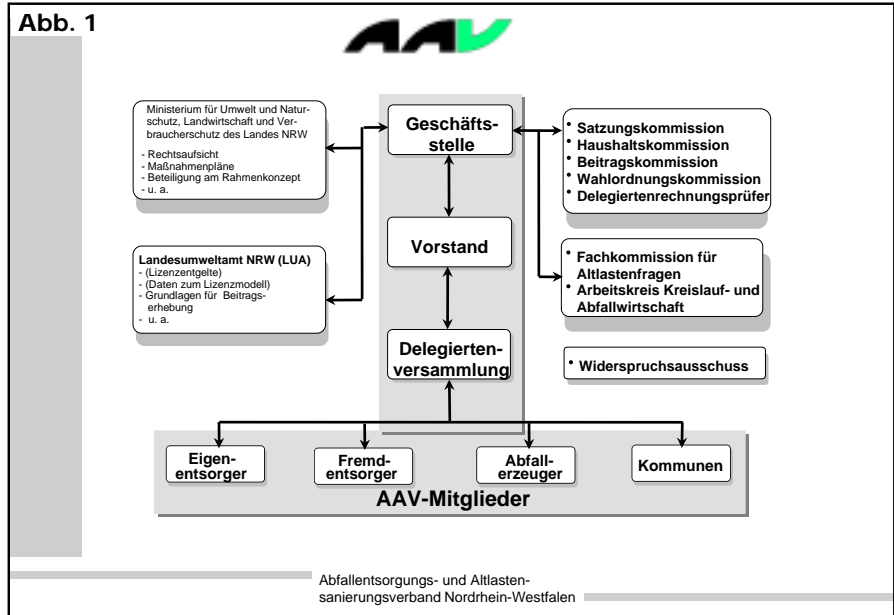 Abb. 1
AAV
Ministerium für Umwelt und Natur-
schutz, Landwirtschaft und Ver-
braucherschutz des Landes NRW
- Rechtsaufsicht
- Maßnahmenpläne
- Beteiligung am Rahmenkonzept
- u. a.
Geschäfts-
stelle
• Satzungskommission
• Haushaltskommission
• Beitragskommission
• Wahlordnungskommission
• Delegiertenrechnungsprüfer
Landesumweltamt NRW (LUA)
- (Lizenzentgelte)
- (Daten zum Lizenzmodell)
- Grundlagen für Beitrags-
erhebung
- u. a.
Vorstand
• Fachkommission für
Altlastenfragen
• Arbeitskreis Kreislauf- und
Abfallwirtschaft
Delegierten-
versammlung
• Widerspruchsausschuss
Eigen-
entsorger
Fremd-
entsorger
Abfall-
erzeuger
Kommunen
AAV-Mitglieder
Abfallentsorgungs- und Altlasten-
sanierungsverband Nordrhein-Westfalen